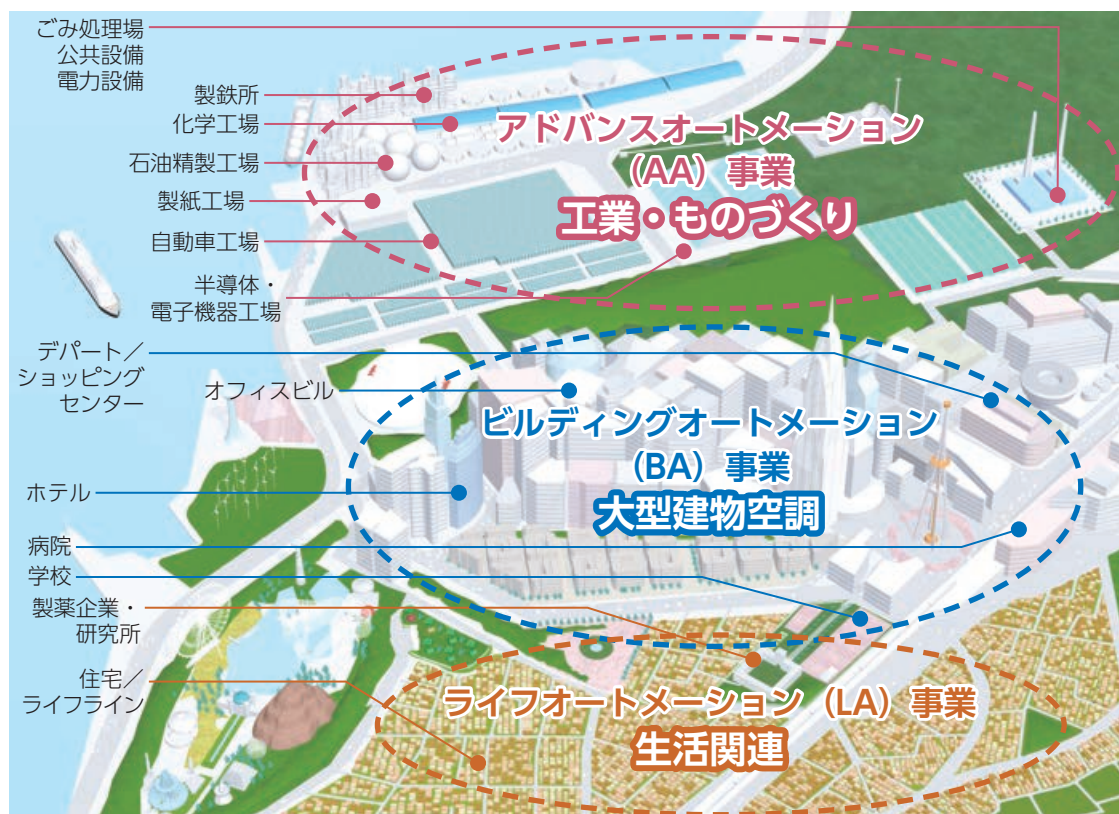 ごみ処理場
公共設備
電力設備
製鉄所
化学工場
石油精製工場
製紙工場
自動車工場
半導体・
電子機器工場
アドバンスオートメーション
（AA）事業
工業・ものづくり
デパート／
ショッピング
センター
オフィスビル
ホテル
病院
学校
ビルディングオートメーション
（BA）事業
大型建物空調
製薬企業・
研究所
住宅／
ライフライン
ライフオートメーション（LA）事業
生活関連